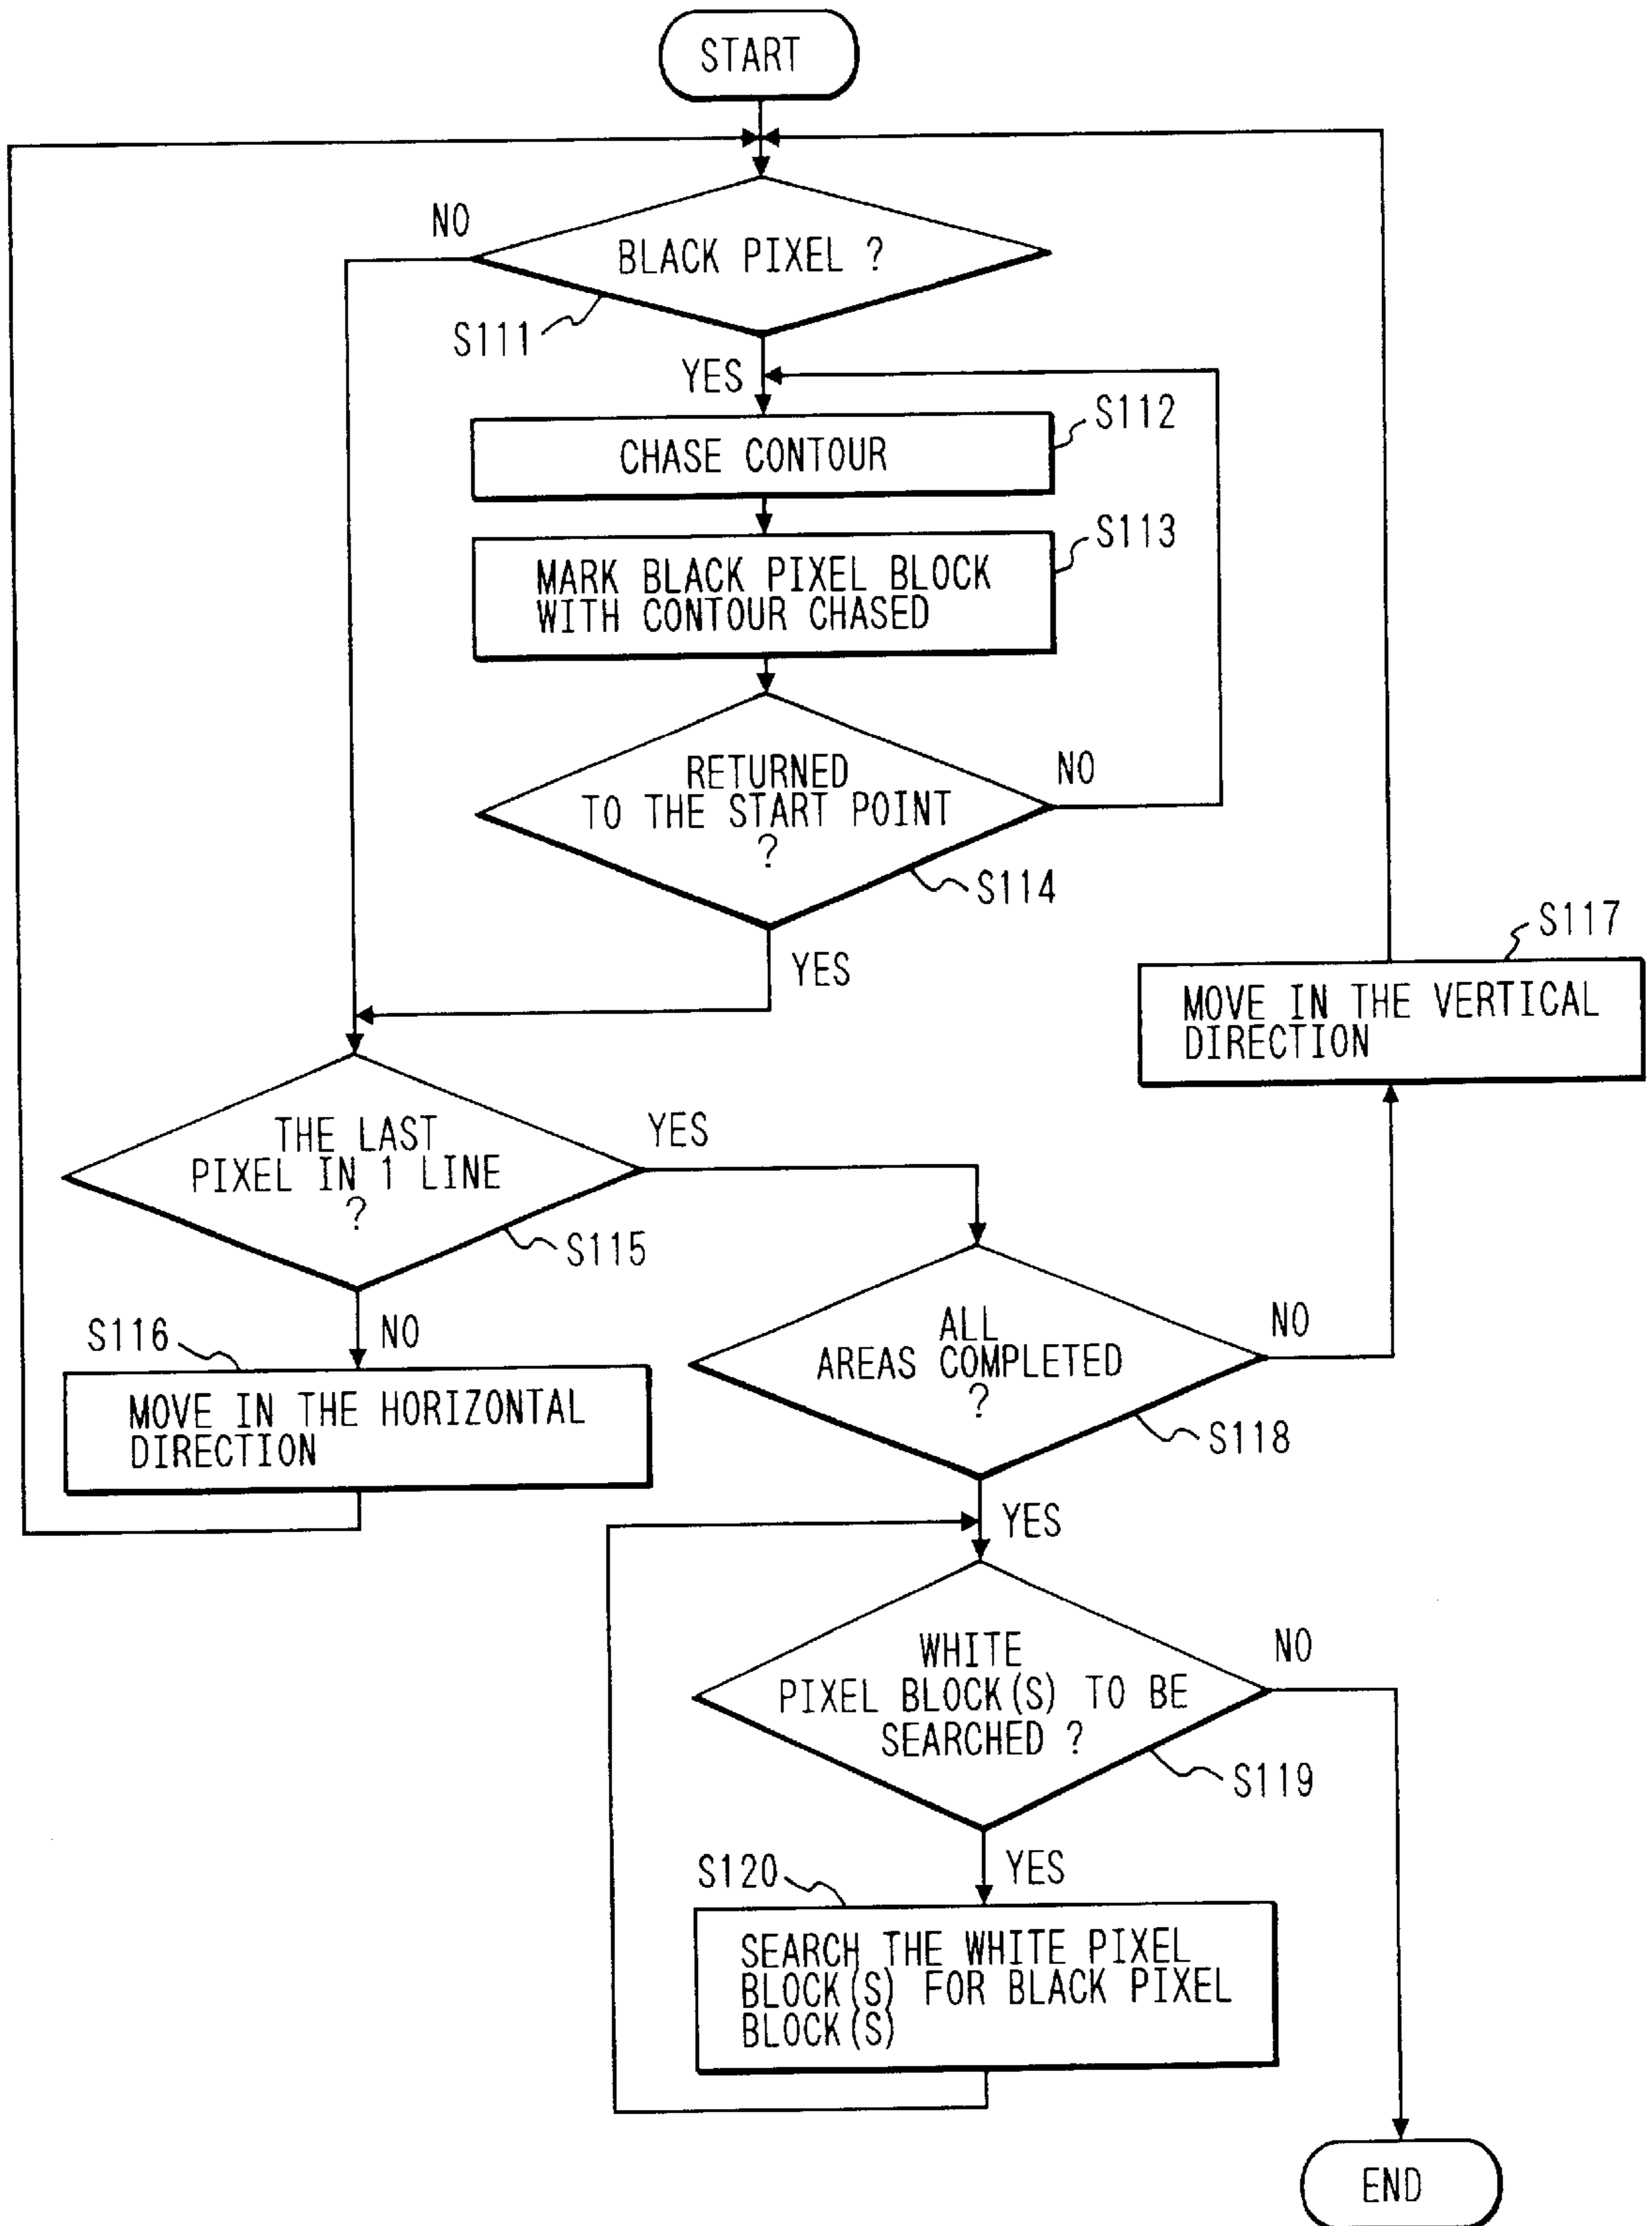 START
NO
BLACK PIXEL ?
S111
YES
S112
CHASE CONTOUR
S113
MARK BLACK PIXEL BLOCK
WITH CONTOUR CHASED
RETURNED
TO THE START POINT
?
NO
S114
YES
S117
MOVE IN THE VERTICAL
DIRECTION
THE LAST
PIXEL IN 1 LINE
?
YES
S115
NO
S116
MOVE IN THE HORIZONTAL
DIRECTION
ALL
AREAS COMPLETED
?
NO
S118
YES
WHITE
PIXEL BLOCK(S) TO BE
SEARCHED ?
NO
S119
YES
S120
SEARCH THE WHITE PIXEL
BLOCK(S) FOR BLACK PIXEL
BLOCK(S)
END